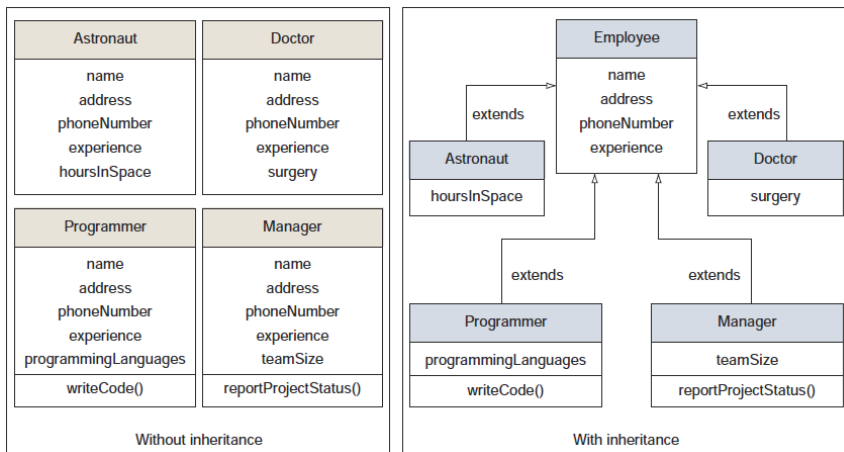 Astronaut
name
address
phoneNumber
experience
hoursInSpace
Doctor
name
address
phoneNumber
experience
surgery
Programmer
name
address
phoneNumber
experience
programmingLanguages
writeCode()
Manager
name
address
phoneNumber
experience
teamSize
reportProjectStatus()
Without inheritance
Employee
name
address
phoneNumber
experience
extends
extends
Astronaut
hoursInSpace
Doctor
surgery
extends
extends
Programmer
programmingLanguages
writeCode()
Manager
teamSize
reportProjectStatus()
With inheritance